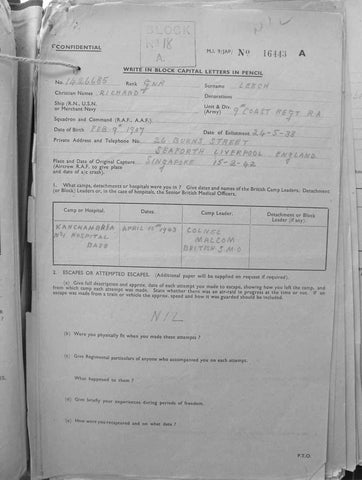 NIL
BLOCK
No 18
A.
CONFIDENTIAL
M.I. 9/JAP: No 16443 A
WRITE IN BLOCK CAPITAL LETTERS IN PENCIL
No. 1426685 Rank GNR Surname LEECH
Christian Names RICHARD Decorations
Ship (R.N., U.S.N. or Merchant Navy Unit & Div. (Army) 9th COAST REGT R.A
Squadron and Command (R.A.F., A.A.F.)
Date of Birth FEB. 9th 1907 Date of Enlistment 24-5-38
Private Address and Telephone No. 26 BURNS STREET
SEAFORTH LIVERPOOL ENGLAND
Place and Date of Original Capture SINGAPORE 15-2-42
(Aircrew R.A.F. to give place
and date of a/c crash).
1. What camps, detachments or hospitals were you in ? Give dates and names of the British Camp Leaders, Detachment
(or Block) Leaders or, in the case of hospitals, the Senior British Medical Officers.
Camp or Hospital. Dates. Camp Leader. Detachment or Block
Leader (if any).
KANCHANABRIA APRIL 1943 COLNEL
HOSPITAL MALCOM
BASE BRITISH S.M.O
2. ESCAPES OR ATTEMPTED ESCAPES. (Additional paper will be supplied on request if required).
(a) Give full description and approx. date of each attempt you made to escape, showing how you left the camp, and
from which camp each attempt was made. State whether there was an air-raid in progress at the time or not. If an
escape was made from a train or vehicle the approx. speed and how it was guarded should be included.
NIL
(b) Were you physically fit when you made these attempts ?
(c) Give Regimental particulars of anyone who accompanied you on each attempt.
What happened to them ?
(d) Give briefly your experiences during periods of freedom.
(e) How were you recaptured and on what date ?
P.T.O.